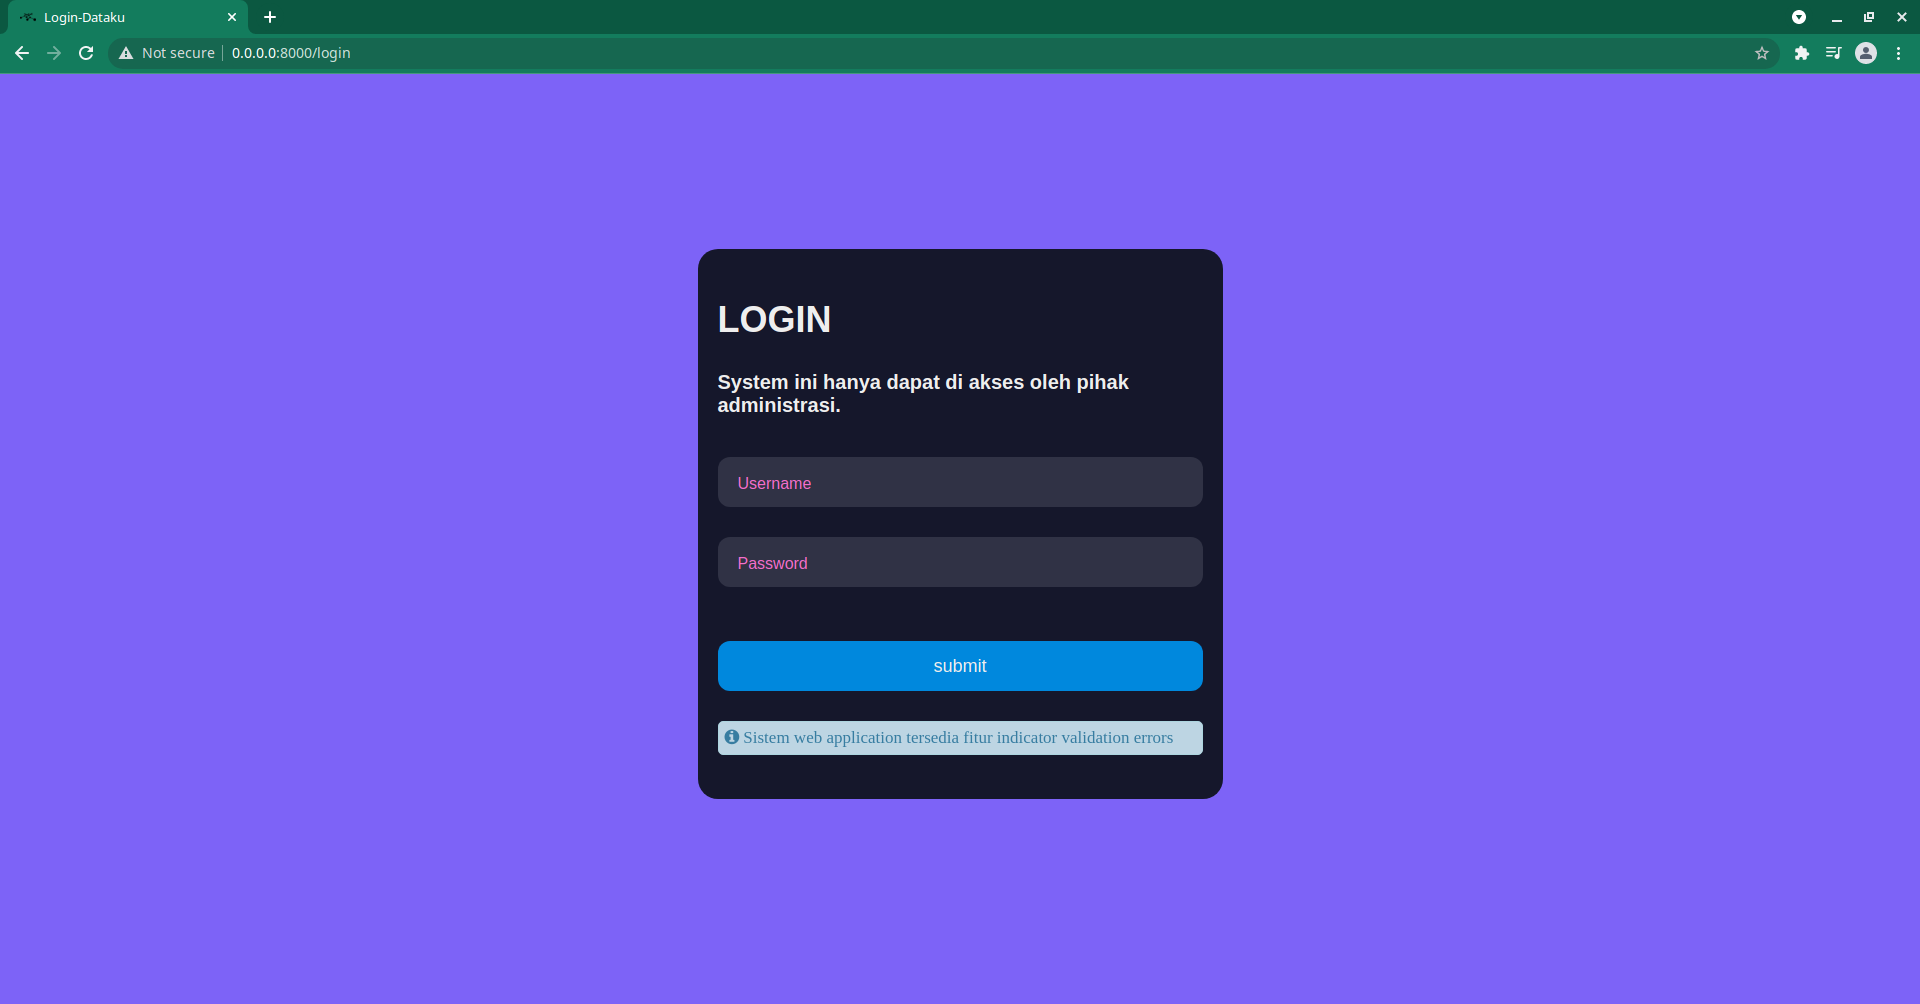 Login-Dataku
Not secure
0.0.0.0:8000/login
LOGIN
System ini hanya dapat di akses oleh pihak
administrasi.
Username
Password
submit
Sistem web application tersedia fitur indicator validation errors